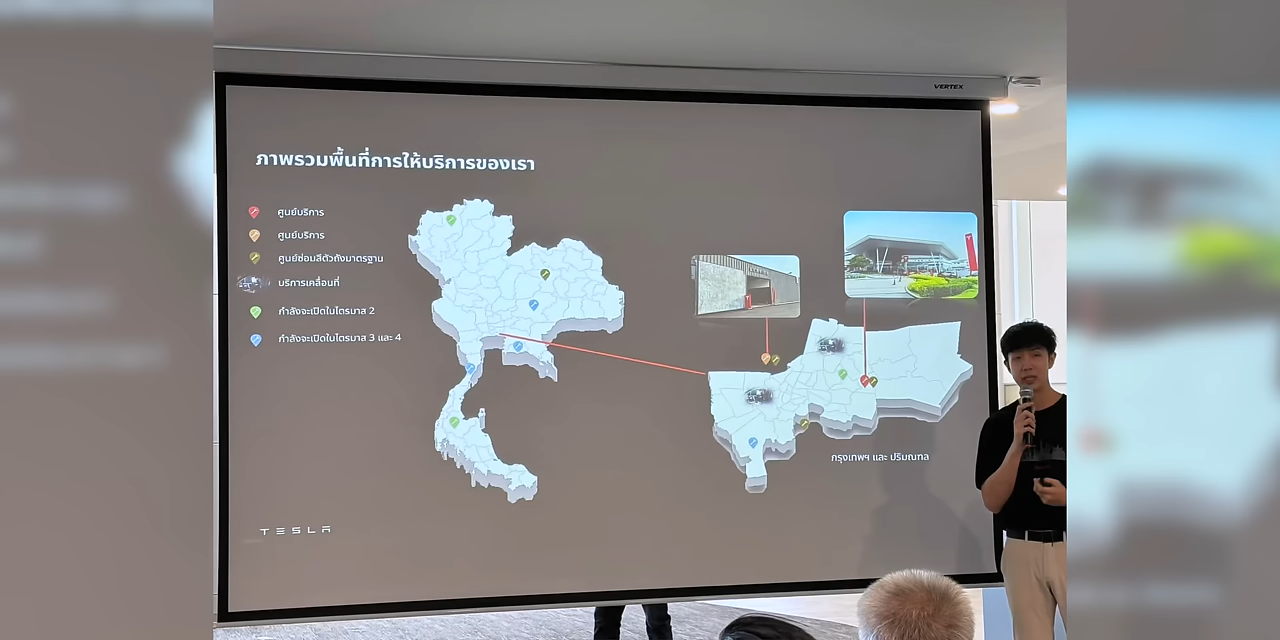 VERTEX
ภาพรวมพื้นที่การให้บริการของเรา
ศูนย์บริการ
ศูนย์บริการ
ศูนย์ซ่อมสีตัวถังมาตรฐาน
บริการเคลื่อนที่
กำลังจะเปิดในไตรมาส 2
กำลังจะเปิดในไตรมาส 3 และ 4
กรุงเทพฯ และ ปริมณฑล
TESLA